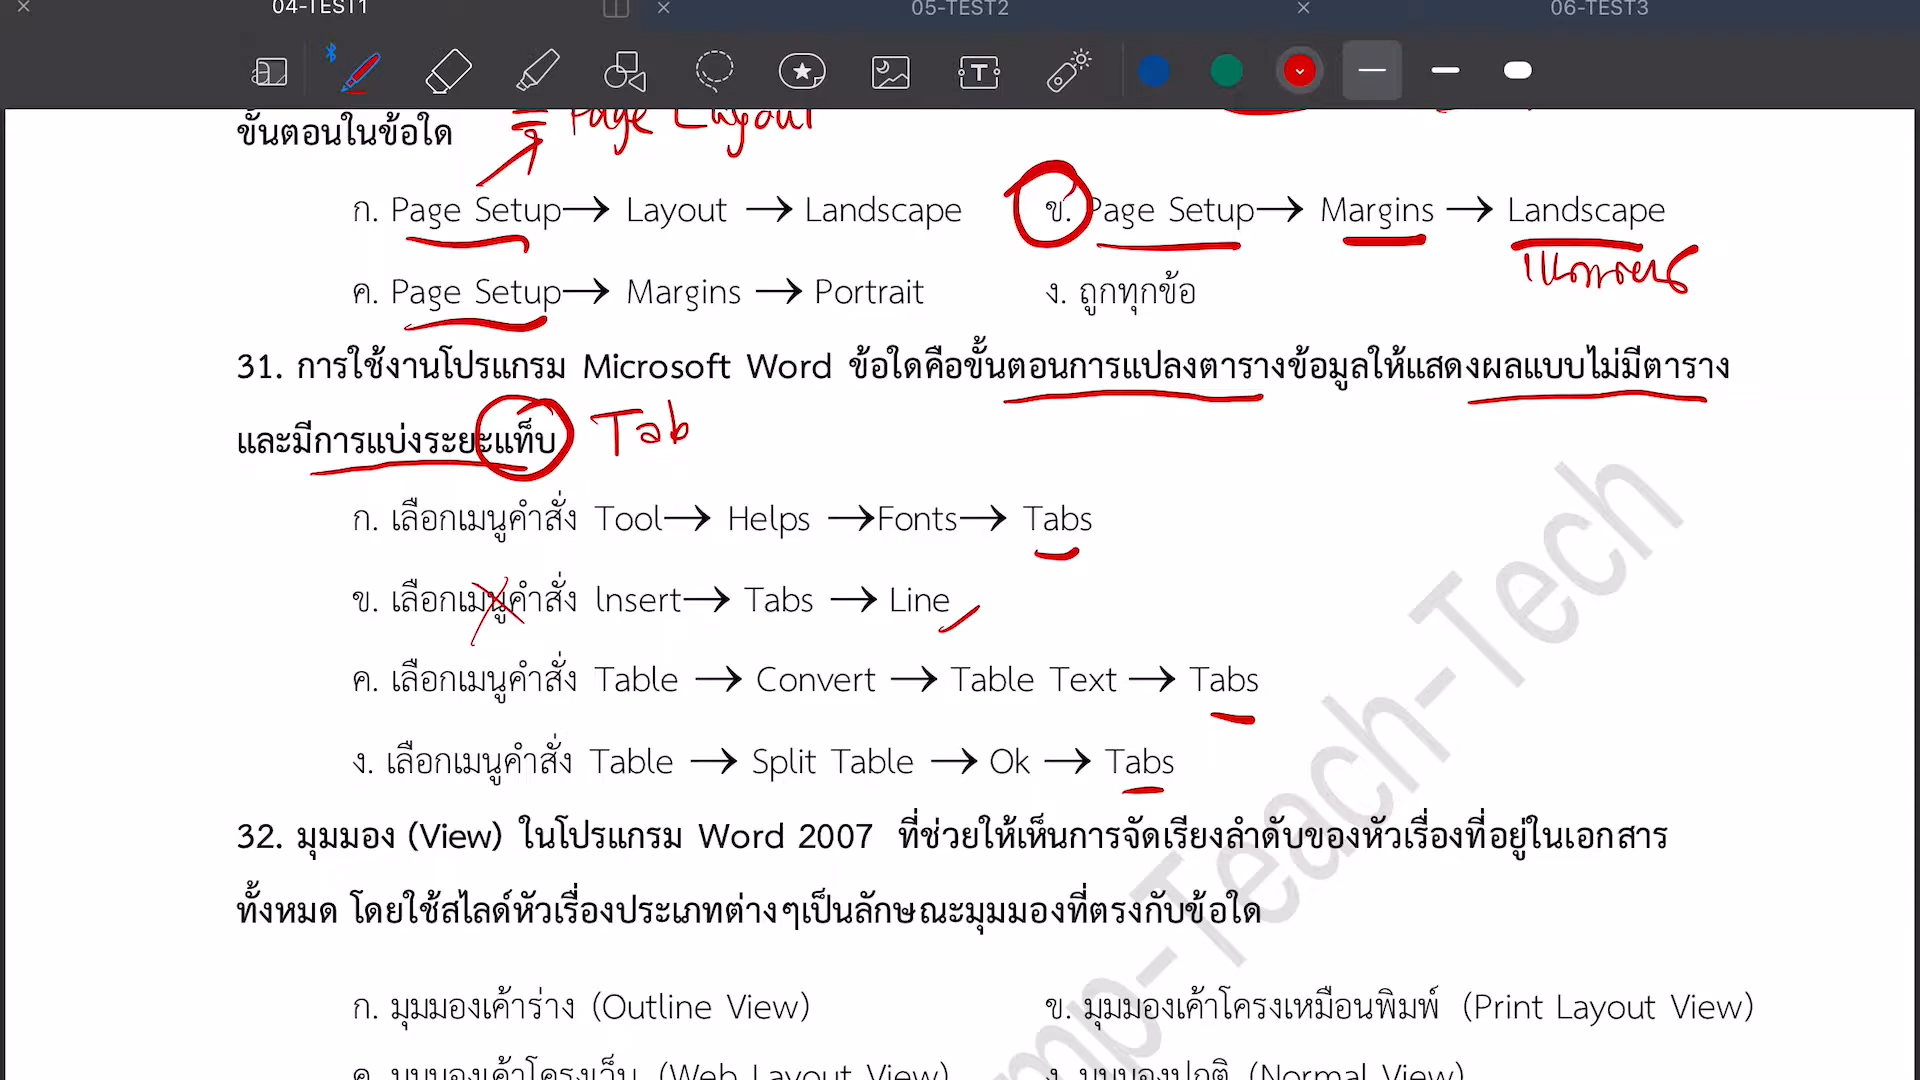 04-TEST1 05-TEST2 06-TEST3
ขั้นตอนในข้อใด Page Layout
ก. Page Setup→ Layout → Landscape ข. Page Setup→ Margins → Landscape
แนวนอน
ค. Page Setup→ Margins → Portrait ง. ถูกทุกข้อ
31. การใช้งานโปรแกรม Microsoft Word ข้อใดคือขั้นตอนการแปลงตารางข้อมูลให้แสดงผลแบบไม่มีตาราง
และมีการแบ่งระยะแท็บ Tab
ก. เลือกเมนูคำสั่ง Tool→ Helps →Fonts→ Tabs
ข. เลือกเมนูคำสั่ง lnsert→ Tabs → Line
ค. เลือกเมนูคำสั่ง Table → Convert → Table Text → Tabs
ง. เลือกเมนูคำสั่ง Table → Split Table → Ok → Tabs
32. มุมมอง (View) ในโปรแกรม Word 2007 ที่ช่วยให้เห็นการจัดเรียงลำดับของหัวเรื่องที่อยู่ในเอกสาร
ทั้งหมด โดยใช้สไลด์หัวเรื่องประเภทต่างๆเป็นลักษณะมุมมองที่ตรงกับข้อใด
ก. มุมมองเค้าร่าง (Outline View) ข. มุมมองเค้าโครงเหมือนพิมพ์ (Print Layout View)
ค. มุมมองเค้าโครงเว็บ (Web Layout View) ง. มุมมองปกติ (Normal View)
mp-Teach-Tech